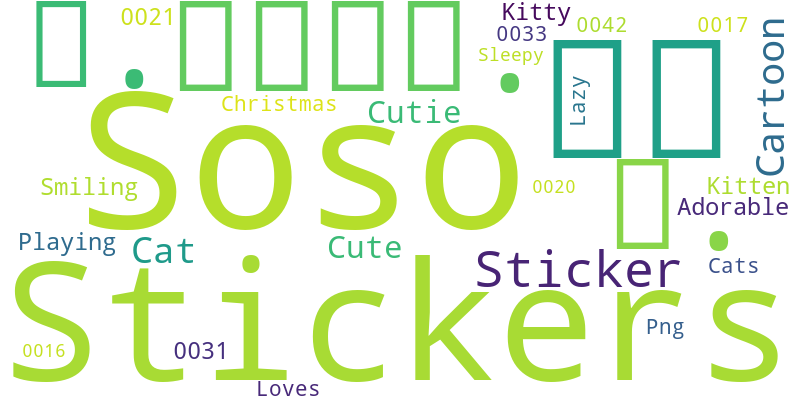 Kitty
0021
0033
0042
0017
Sleepy
Cartoon
Lazy
Christmas
Cutie
Soso
Smiling
0020
Kitten
Adorable
Playing
Cat
Cute
Sticker
Cats
Stickers
Png
0016
0031
Loves